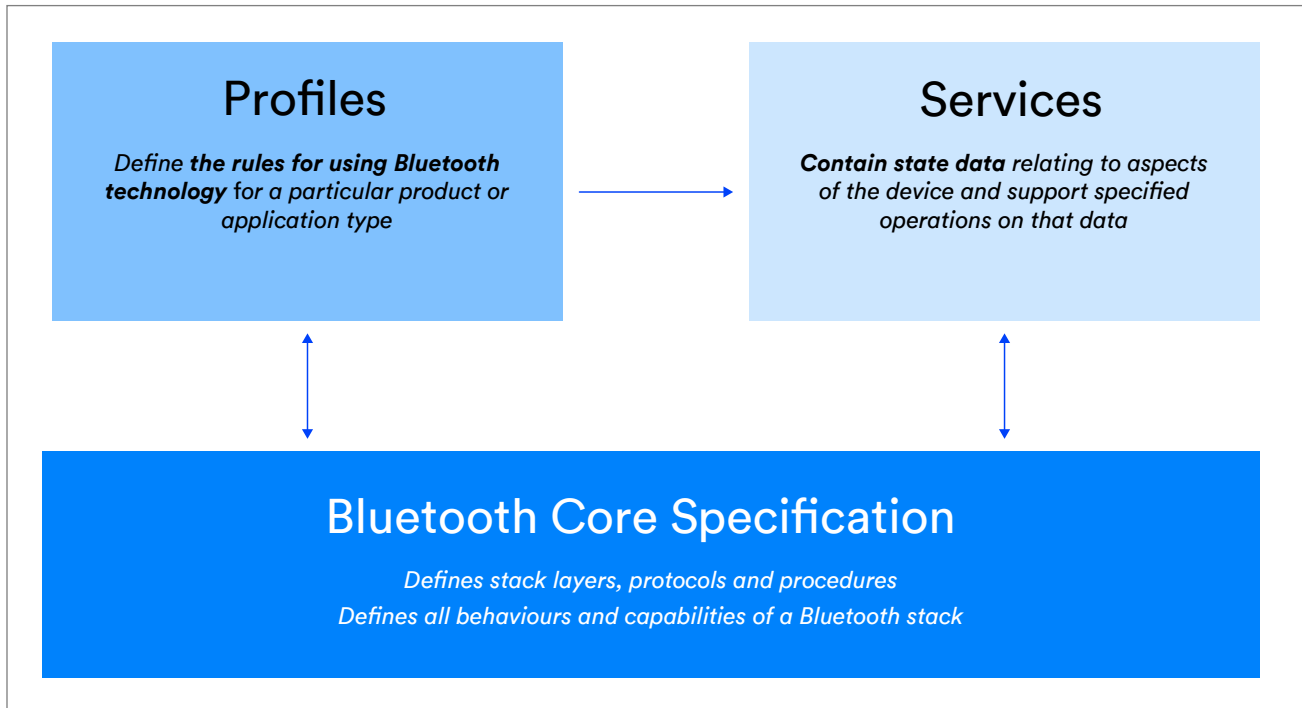 Profiles
Define the rules for using Bluetooth
technology for a particular product or
application type
Services
Contain state data relating to aspects
of the device and support specified
operations on that data
Bluetooth Core Specification
Defines stack layers, protocols and procedures
Defines all behaviours and capabilities of a Bluetooth stack